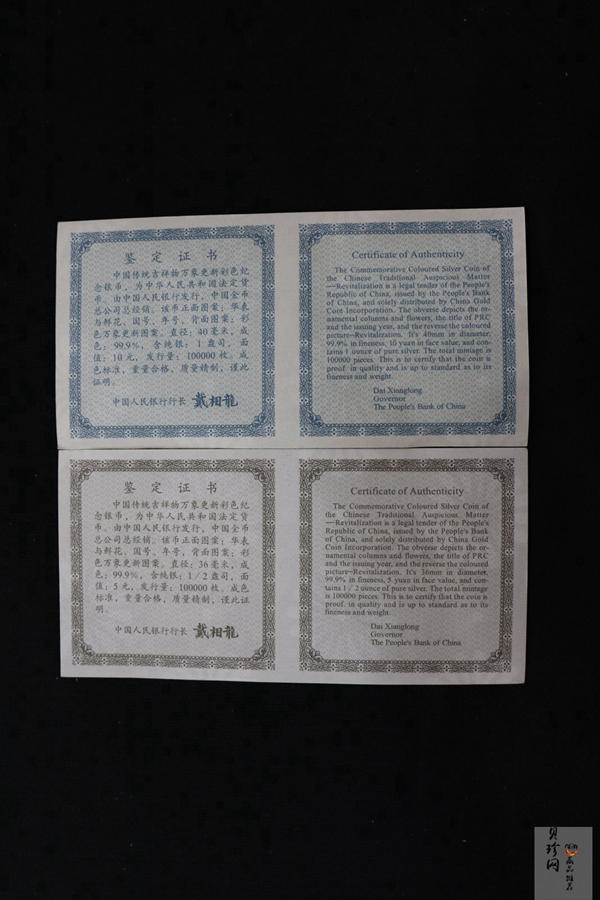 鉴定证书
中国传统吉祥物万象更新彩色纪
念银币，为中华人民共和国法定货
币。由中国人民银行发行，中国金币
总公司总经销。该币正面图案：华表
与鲜花、国号、年号，背面图案：彩
色万象更新图案。直径：40毫米，成
色：99.9%，含纯银：1盎司，面
值：10元，发行量：100000枚。成
色标准，重量合格，质量精制，谨此
证明。
中国人民银行行长 戴相龍
Certificate of Authenticity
The Commemorative Coloured Silver Coin of
the Chinese Traditional Auspicious Matter
—Revitalization is a legal tender of the People's
Republic of China, issued by the People's Bank
of China, and solely distributed by China Gold
Coin Incorporation. The obverse depicts the or-
namental columns and flowers, the title of PRC
and the issuing year, and the reverse the coloured
picture—Revitalization. It's 40mm in diameter,
99.9% in fineness, 10 yuan in face value, and con-
tains 1 ounce of pure silver. The total mintage is
100000 pieces. This is to certify that the coin is
proof in quality and is up to standard as to its
fineness and weight.
Dai Xianglong
Governor
The People's Bank of China
鉴定证书
中国传统吉祥物万象更新彩色纪
念银币，为中华人民共和国法定货
币。由中国人民银行发行，中国金币
总公司总经销。该币正面图案：华表
与鲜花、国号、年号，背面图案：彩
色万象更新图案。直径：36毫米，成
色：99.9%，含纯银：1/2盎司，面
值：5元，发行量：100000枚。成色
标准，重量合格，质量精制，谨此证
明。
中国人民银行行长 戴相龍
Certificate of Authenticity
The Commemorative Coloured Silver Coin of
the Chinese Traditional Auspicious Matter
—Revitalization is a legal tender of the People's
Republic of China, issued by the People's Bank
of China, and solely distributed by China Gold
Coin Incorporation. The obverse depicts the or-
namental columns and flowers, the title of PRC
and the issuing year, and the reverse the coloured
picture—Revitalization. It's 36mm in diameter,
99.9% in fineness, 5 yuan in face value, and con-
tains 1/2 ounce of pure silver. The total mintage
is 100000 pieces. This is to certify that the coin is
proof in quality and is up to standard as to its
fineness and weight.
Dai Xianglong
Governor
The People's Bank of China
贝珍网
藏品推荐